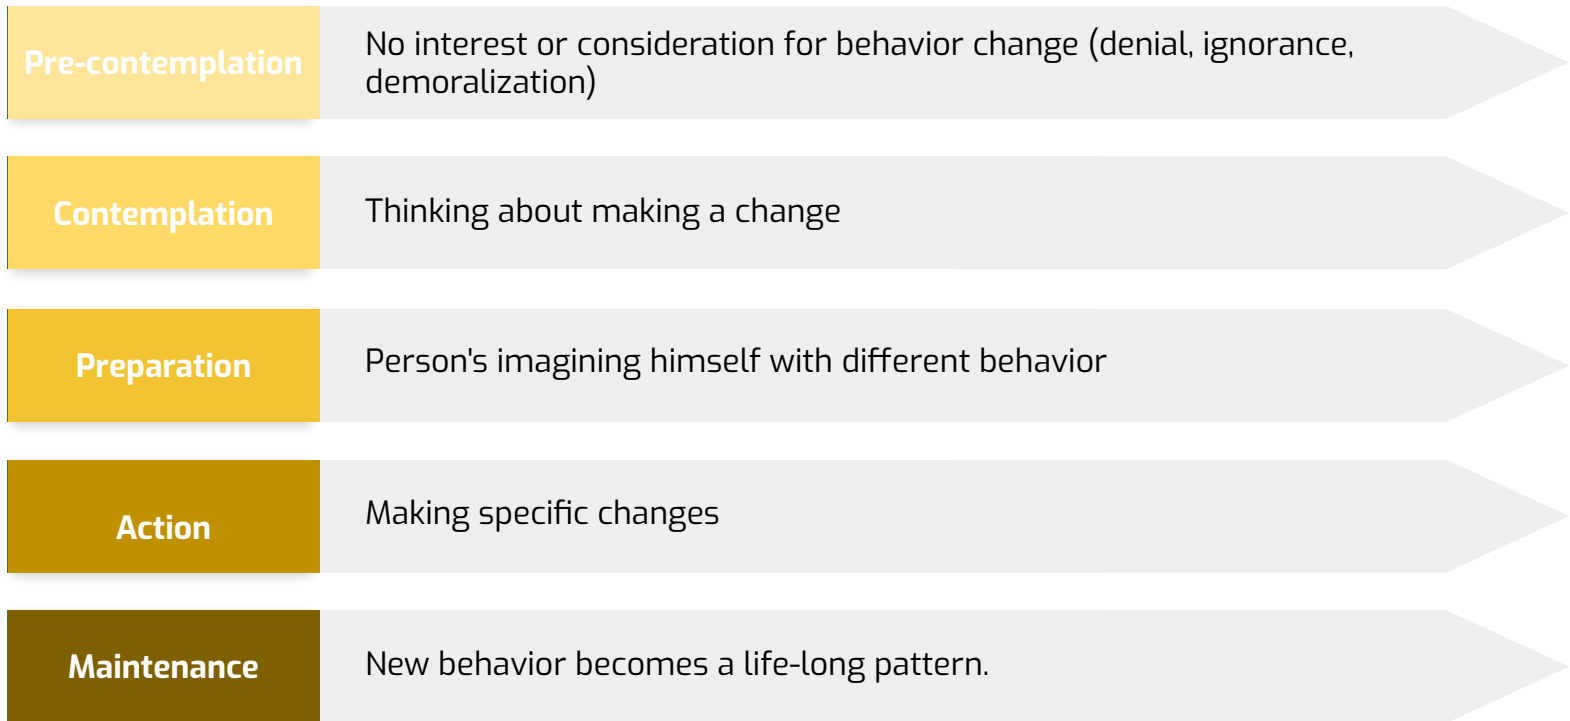 Pre-contemplation
No interest or consideration for behavior change (denial, ignorance,
demoralization)
Contemplation
Thinking about making a change
Preparation
Person's imagining himself with different behavior
Action
Making specific changes
Maintenance
New behavior becomes a life-long pattern.